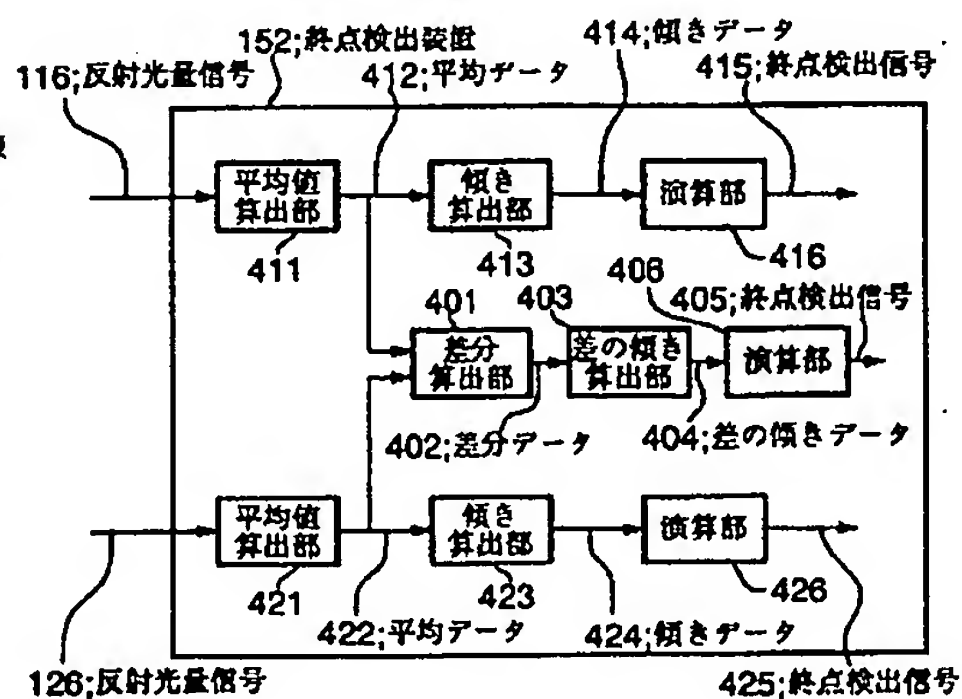 152;終点検出装置
414;傾きデータ
116;反射光量信号
412;平均データ
415;終点検出信号
平均値
算出部
411
傾き
算出部
413
演算部
416
406
405;終点検出信号
401
差分
算出部
403
差の傾き
算出部
演算部
402;差分データ
404;差の傾きデータ
平均値
算出部
421
傾き
算出部
423
演算部
426
422;平均データ
424;傾きデータ
126;反射光量信号
425;終点検出信号